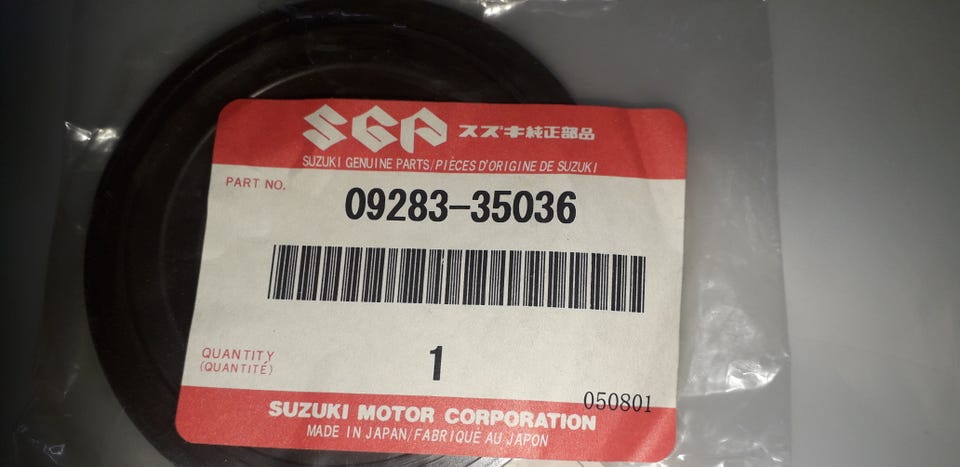 SGP スズキ純正部品
SUZUKI GENUINE PARTS/PIÈCES D'ORIGINE DE SUZUKI
PART NO. 09283-35036
QUANTITY 1
(QUANTITÉ)
050801
SUZUKI MOTOR CORPORATION
MADE IN JAPAN/FABRIQUÉ AU JAPON